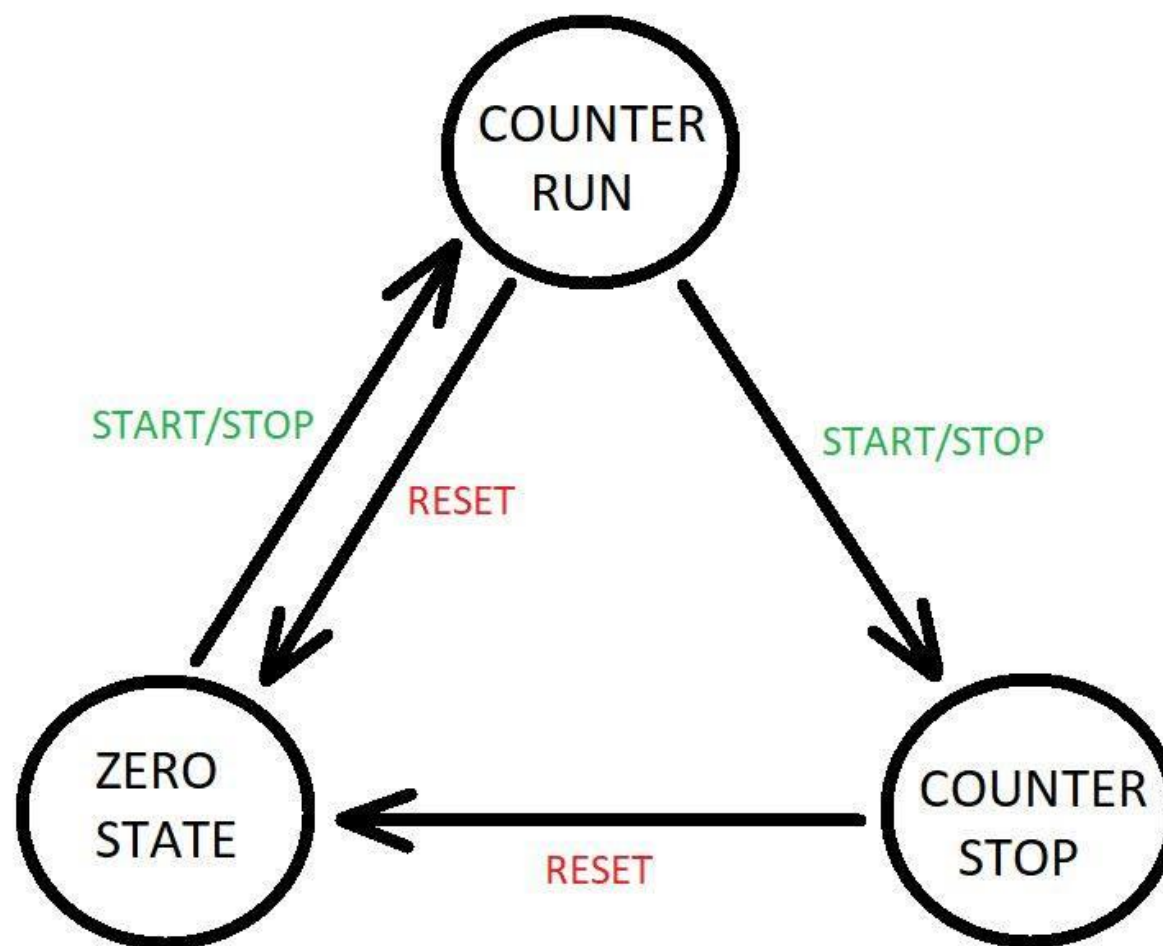 COUNTER
RUN
START/STOP
START/STOP
RESET
ZERO
STATE
COUNTER
STOP
RESET